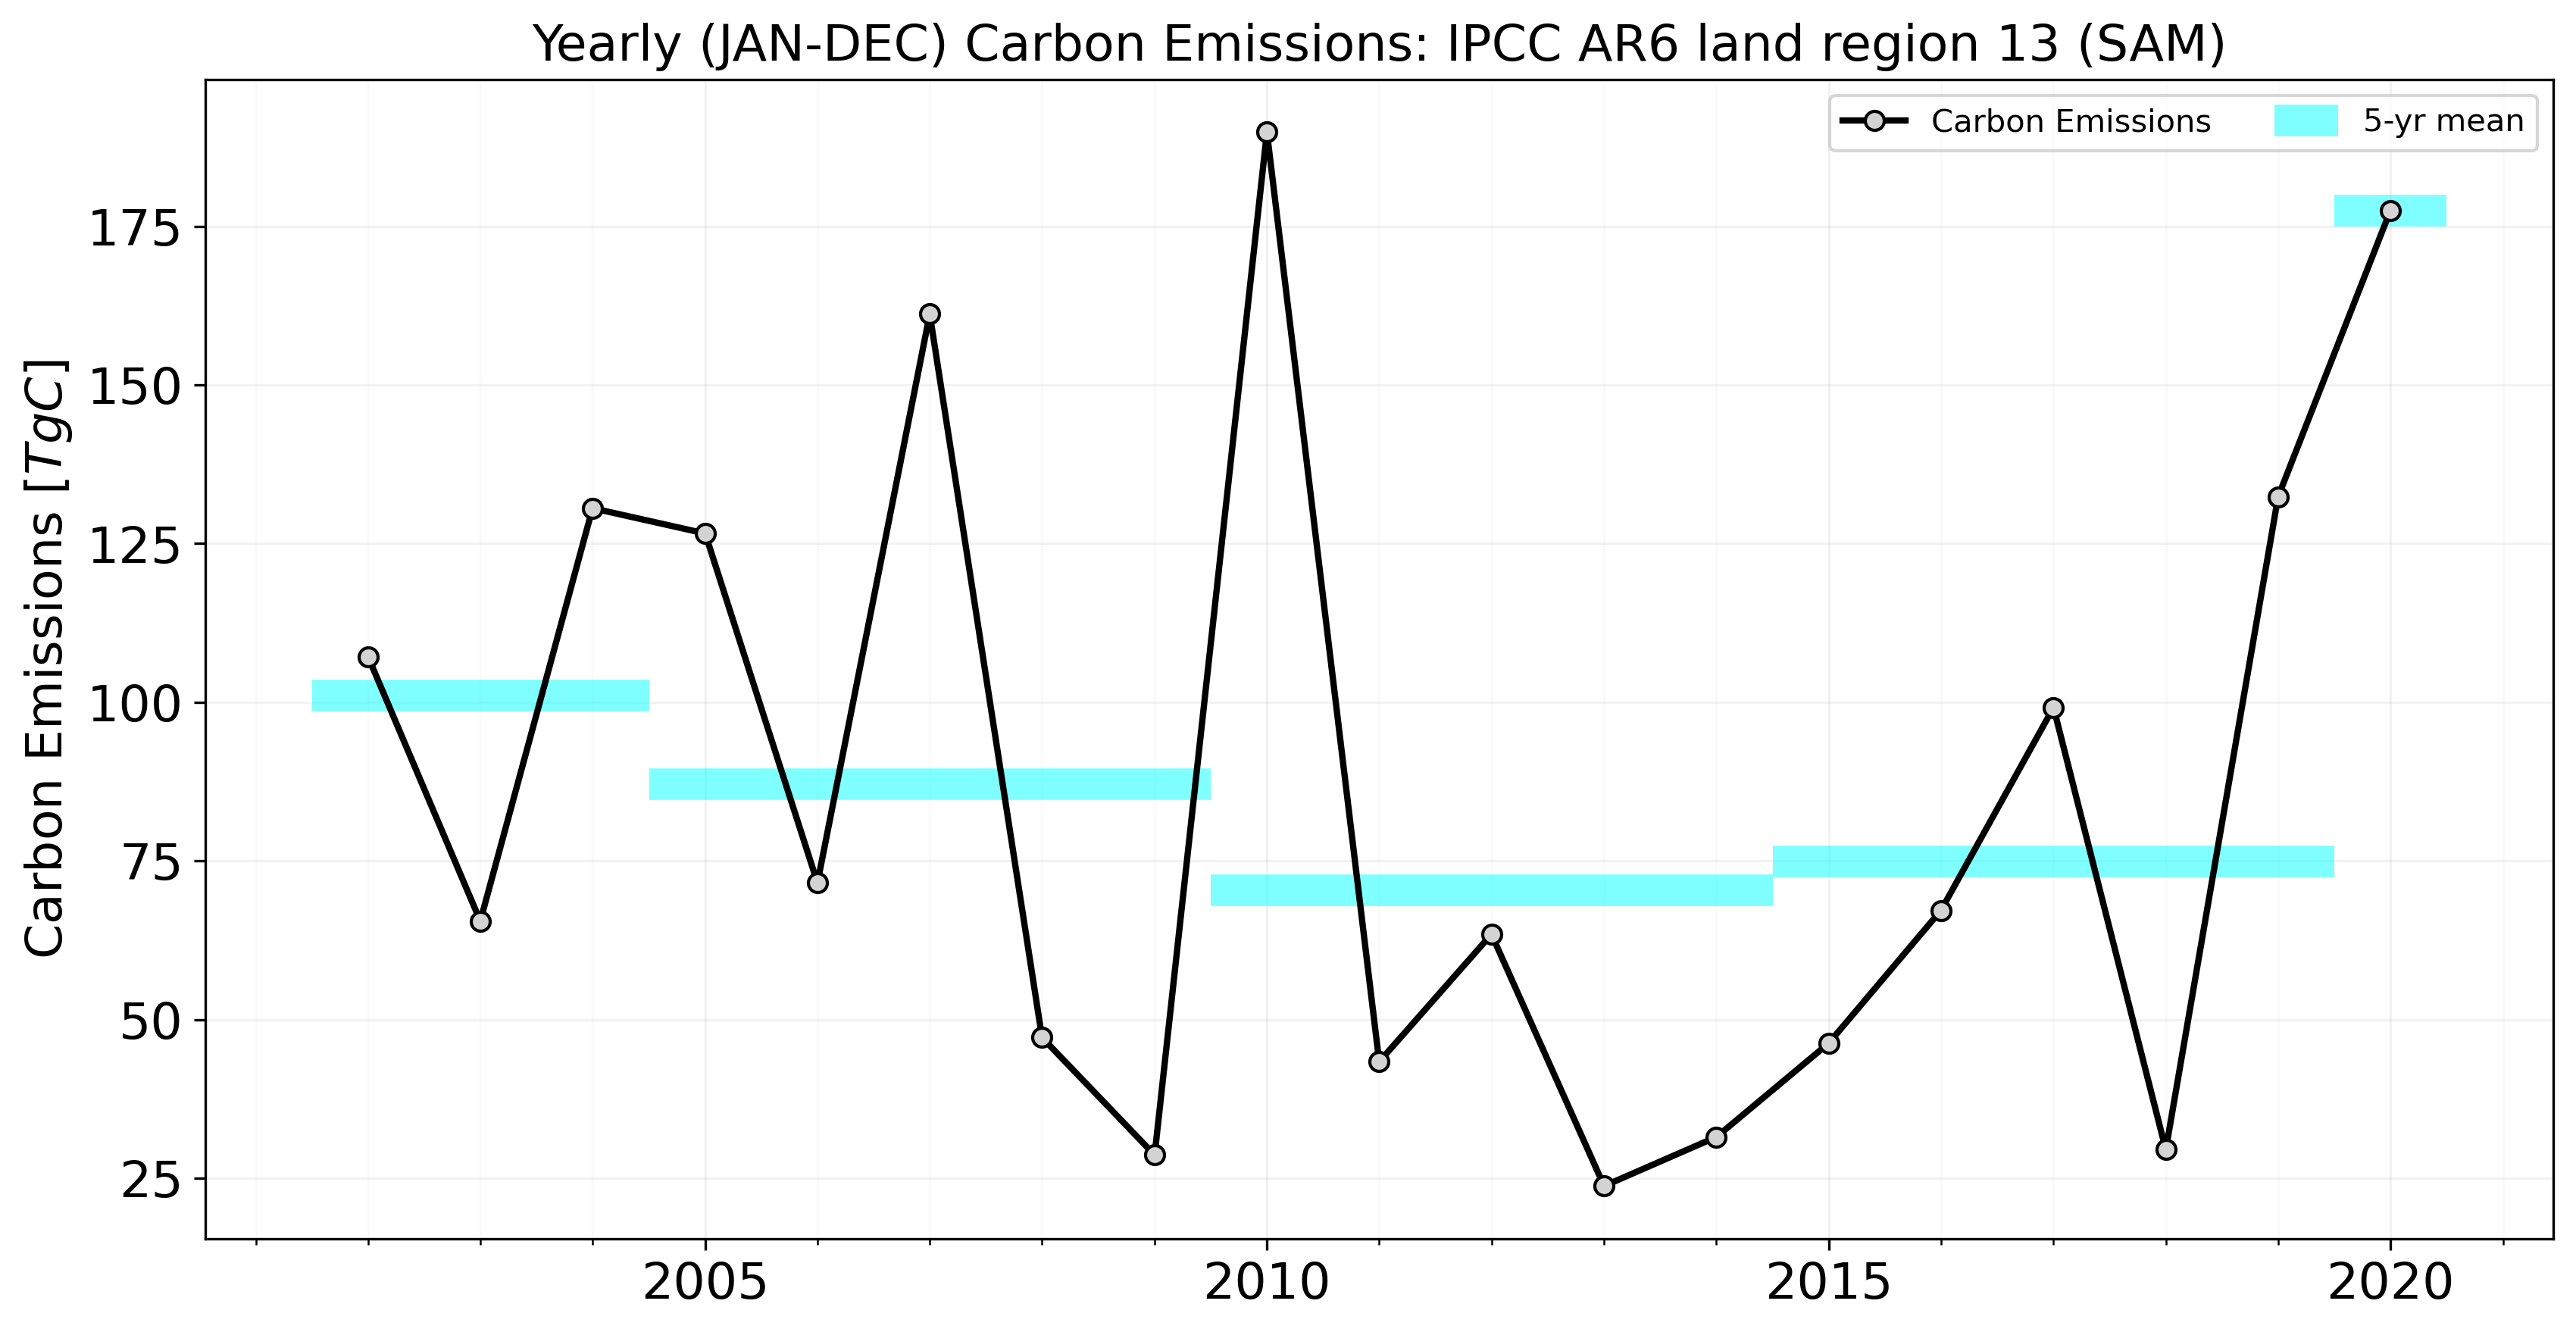 Yearly (JAN-DEC) Carbon Emissions: IPCC AR6 land region 13 (SAM)
Carbon Emissions 5-yr mean
Carbon Emissions [TgC]
175
150
125
100
75
50
25
2005 2010 2015 2020